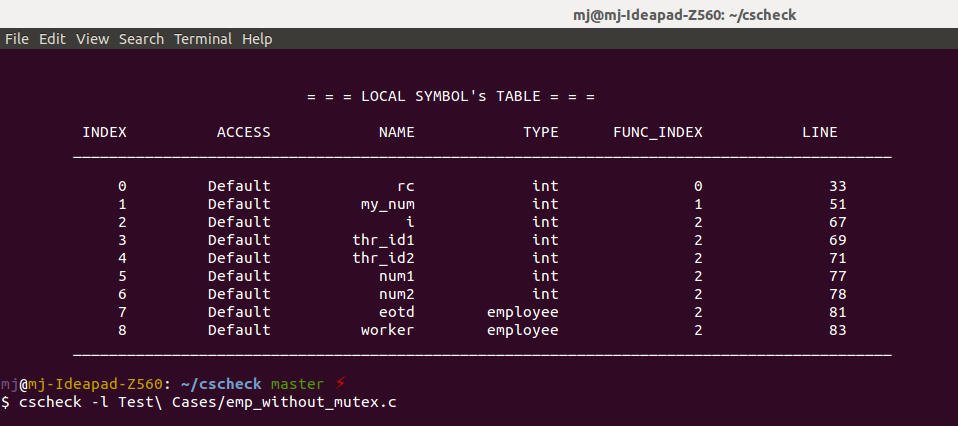 mj@mj-Ideapad-Z560: ~/cscheck
File Edit View Search Terminal Help
= = = LOCAL SYMBOL's TABLE = = =
INDEX ACCESS NAME TYPE FUNC_INDEX LINE
0 Default rc int 0 33
1 Default my_num int 1 51
2 Default i int 2 67
3 Default thr_id1 int 2 69
4 Default thr_id2 int 2 71
5 Default num1 int 2 77
6 Default num2 int 2 78
7 Default eotd employee 2 81
8 Default worker employee 2 83
mj@mj-Ideapad-Z560: ~/cscheck master ⚡
$ cscheck -l Test\ Cases/emp_without_mutex.c